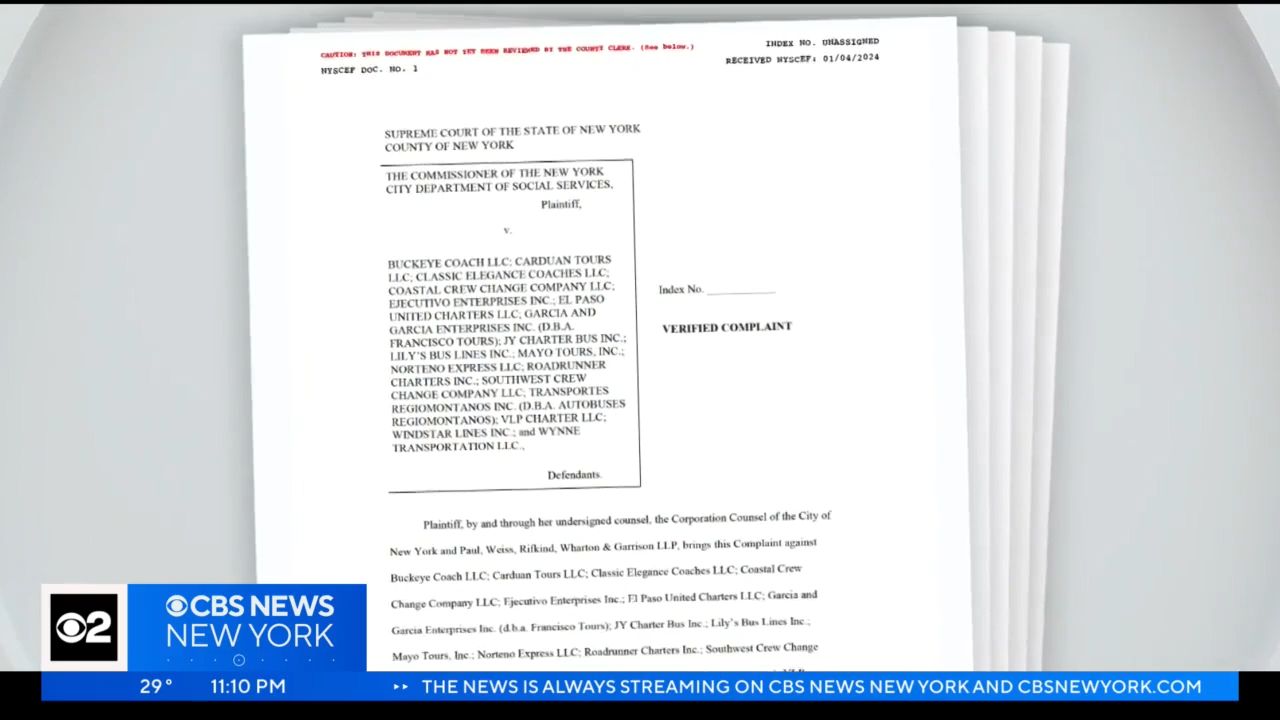 CAUTION: THIS DOCUMENT HAS NOT YET BEEN REVIEWED BY THE COURT'S CLERK. (See below.)
INDEX NO. UNASSIGNED
NYSCEF DOC. NO. 1
RECEIVED NYSCEF: 01/04/2024
SUPREME COURT OF THE STATE OF NEW YORK
COUNTY OF NEW YORK
THE COMMISSIONER OF THE NEW YORK
CITY DEPARTMENT OF SOCIAL SERVICES,
Plaintiff,
v.
BUCKEYE COACH LLC; CARDUAN TOURS
LLC; CLASSIC ELEGANCE COACHES LLC;
COASTAL CREW CHANGE COMPANY LLC;
EJECUTIVO ENTERPRISES INC.; EL PASO
UNITED CHARTERS LLC; GARCIA AND
GARCIA ENTERPRISES INC. (D.B.A.
FRANCISCO TOURS); JY CHARTER BUS INC.;
LILY'S BUS LINES INC.; MAYO TOURS, INC.;
NORTENO EXPRESS LLC; ROADRUNNER
CHARTERS INC.; SOUTHWEST CREW
CHANGE COMPANY LLC; TRANSPORTES
REGIOMONTANOS INC. (D.B.A. AUTOBUSES
REGIOMONTANOS); VLP CHARTER LLC;
WINDSTAR LINES INC.; and WYNNE
TRANSPORTATION LLC.,
Defendants.
Index No. ____________
VERIFIED COMPLAINT
Plaintiff, by and through her undersigned counsel, the Corporation Counsel of the City of
New York and Paul, Weiss, Rifkind, Wharton & Garrison LLP, brings this Complaint against
Buckeye Coach LLC; Carduan Tours LLC; Classic Elegance Coaches LLC; Coastal Crew
Change Company LLC; Ejecutivo Enterprises Inc.; El Paso United Charters LLC; Garcia and
Garcia Enterprises Inc. (d.b.a. Francisco Tours); JY Charter Bus Inc.; Lily's Bus Lines Inc.;
Mayo Tours, Inc.; Norteno Express LLC; Roadrunner Charters Inc.; Southwest Crew Change
2
CBS NEWS
NEW YORK
29° 11:10 PM THE NEWS IS ALWAYS STREAMING ON CBS NEWS NEW YORK AND CBSNEWYORK.COM